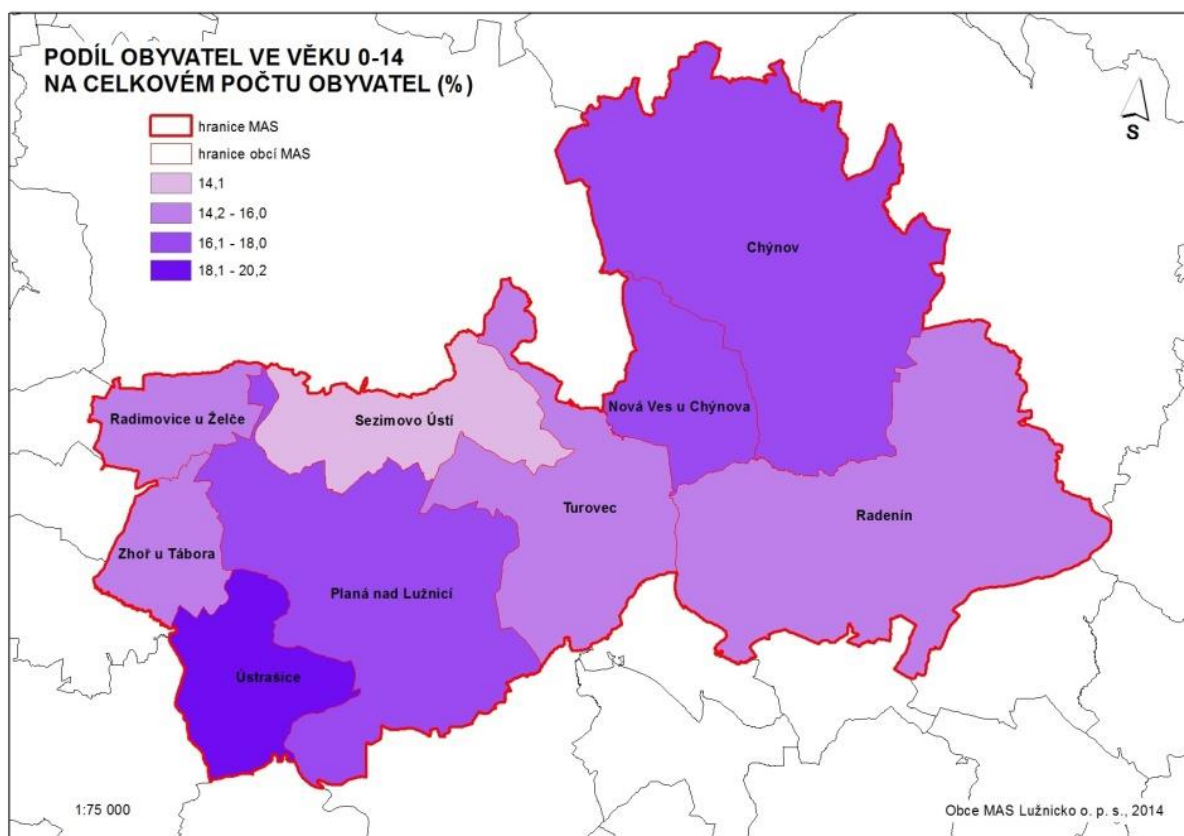 PODÍL OBYVATEL VE VĚKU 0-14
NA CELKOVÉM POČTU OBYVATEL (%)
hranice MAS
hranice obcí MAS
14,1
14,2 - 16,0
16,1 - 18,0
18,1 - 20,2
S
Chýnov
Nová Ves u Chýnova
Radimovice u Želče
Sezimovo Ústí
Turovec
Radenín
Zhoř u Tábora
Planá nad Lužnicí
Ústrašice
1:75 000
Obce MAS Lužnicko o. p. s., 2014